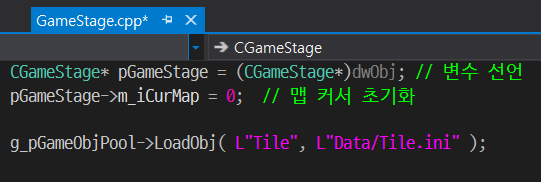 GameStage.cpp*
CGameStage
CGameStage* pGameStage = (CGameStage*)dwObj; // 변수 선언
pGameStage->m_iCurMap = 0;  // 맵 커서 초기화
g_pGameObjPool->LoadObj( L"Tile", L"Data/Tile.ini" );